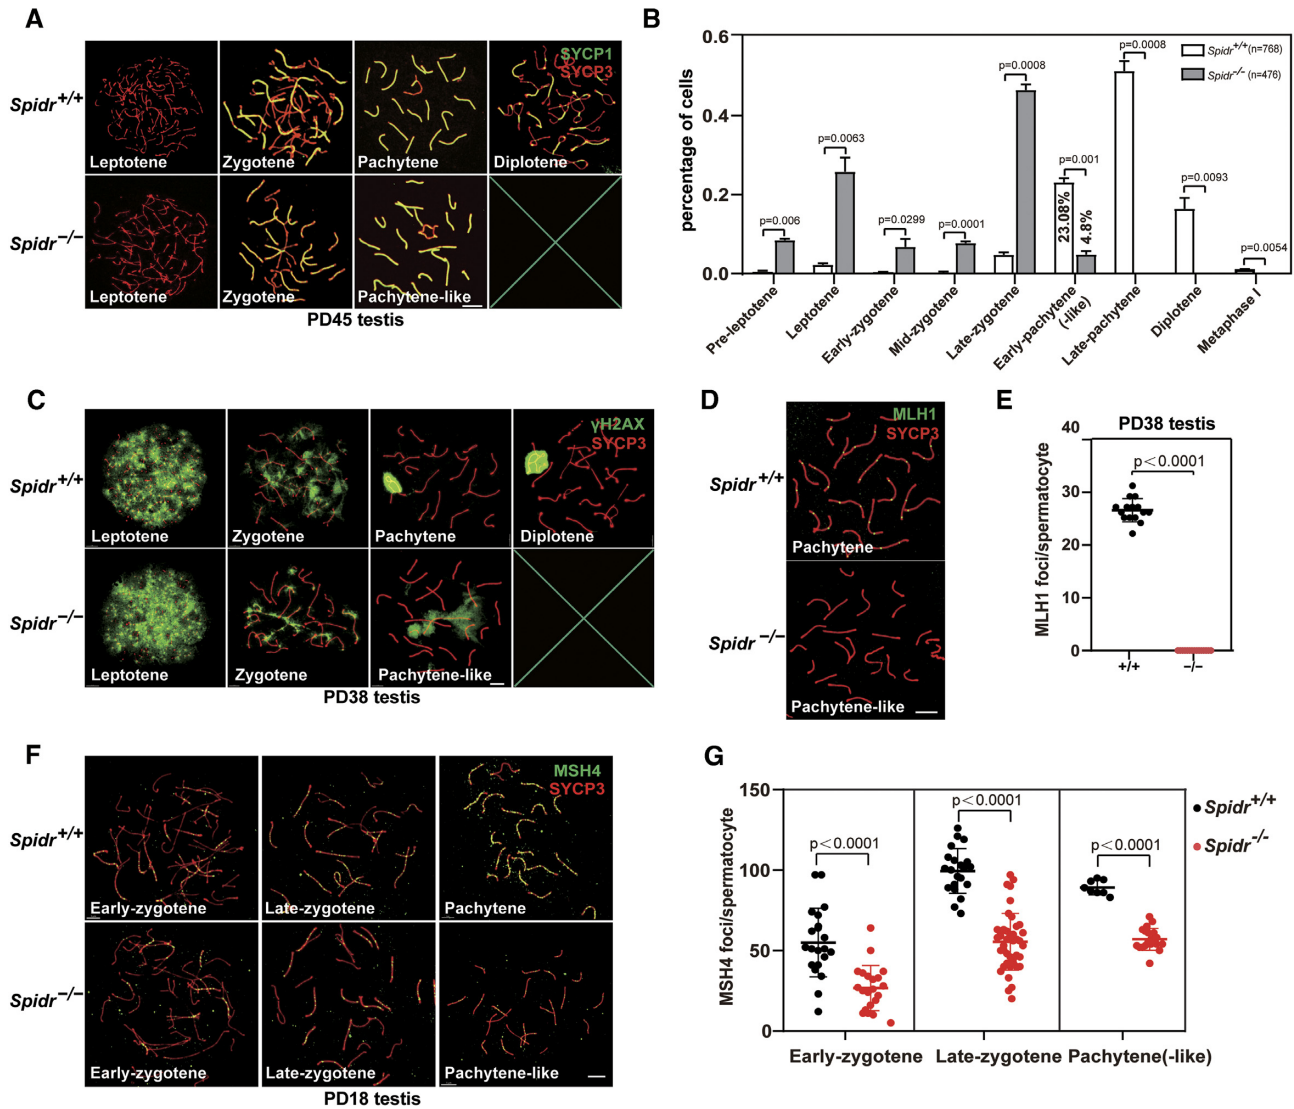 A
SYCP1
SYCP3
Spidr+/+
Leptotene
Zygotene
Pachytene
Diplotene
Spidr−/−
Leptotene
Zygotene
Pachytene-like
PD45 testis
B
percentage of cells
0.6
0.4
0.2
0.0
Spidr+/+ (n=768)
Spidr−/− (n=476)
p=0.006
p=0.0063
p=0.0299
p=0.0001
p=0.0008
p=0.001
p=0.0008
p=0.0093
p=0.0054
23.08%
4.8%
Pre-leptotene
Leptotene
Early-zygotene
Mid-zygotene
Late-zygotene
Early-pachytene
(-like)
Late-pachytene
Diplotene
Metaphase I
C
γH2AX
SYCP3
Spidr+/+
Leptotene
Zygotene
Pachytene
Diplotene
Spidr−/−
Leptotene
Zygotene
Pachytene-like
PD38 testis
D
MLH1
SYCP3
Spidr+/+
Pachytene
Spidr−/−
Pachytene-like
E
PD38 testis
MLH1 foci/spermatocyte
40
30
20
10
0
p<0.0001
+/+
−/−
F
MSH4
SYCP3
Spidr+/+
Early-zygotene
Late-zygotene
Pachytene
Spidr−/−
Early-zygotene
Late-zygotene
Pachytene-like
PD18 testis
G
MSH4 foci/spermatocyte
150
100
50
0
p<0.0001
p<0.0001
p<0.0001
Spidr+/+
Spidr-/-
Early-zygotene
Late-zygotene
Pachytene(-like)